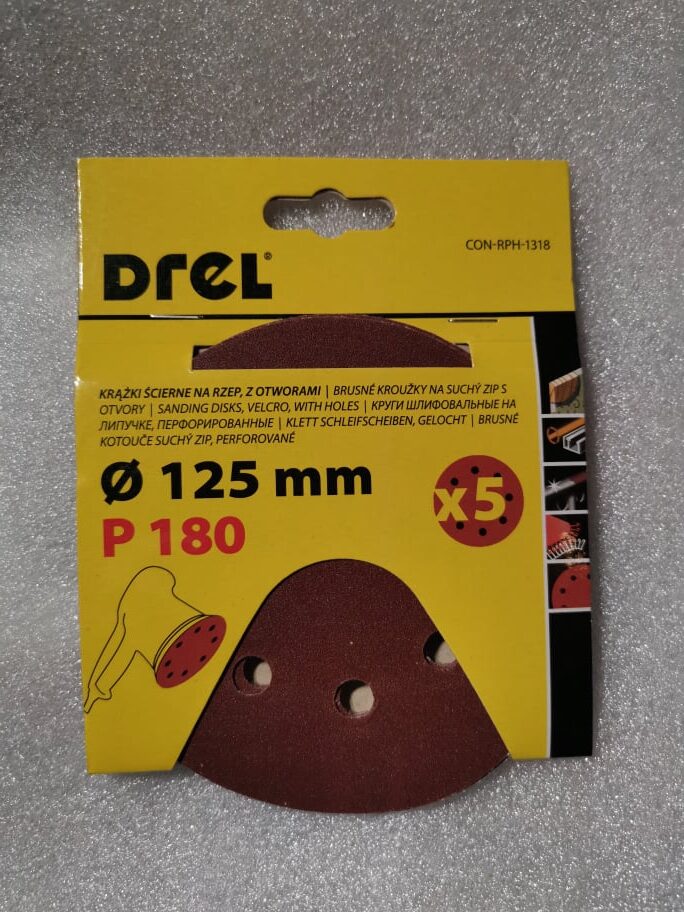 DREL®
CON-RPH-1318
KRĄŻKI ŚCIERNE NA RZEP, Z OTWORAMI | BRUSNÉ KROUŽKY NA SUCHÝ ZIP S
OTVORY | SANDING DISKS, VELCRO, WITH HOLES | КРУГИ ШЛИФОВАЛЬНЫЕ НА
ЛИПУЧКЕ, ПЕРФОРИРОВАННЫЕ | KLETT SCHLEIFSCHEIBEN, GELOCHT | BRUSNÉ
KOTOUČE SUCHÝ ZIP, PERFOROVANÉ
Ø 125 mm
x5
P 180